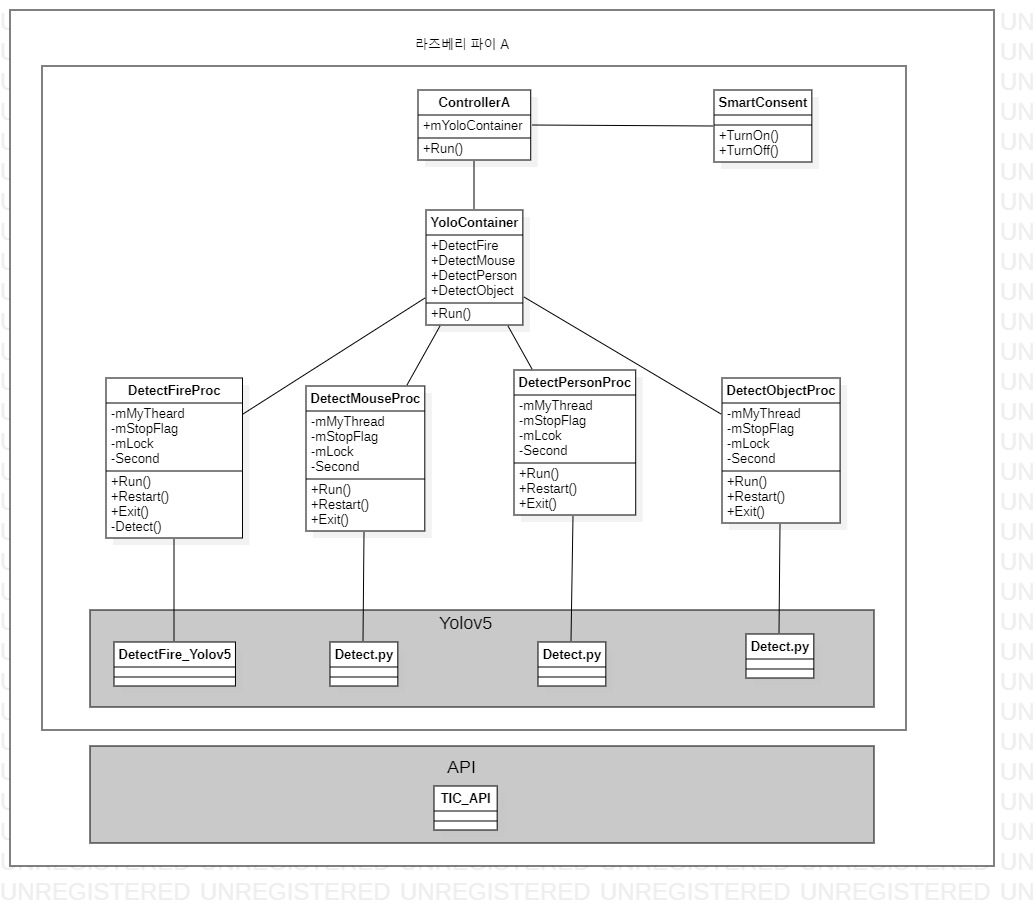 라즈베리 파이 A
ControllerA
+mYoloContainer
+Run()
SmartConsent
+TurnOn()
+TurnOff()
YoloContainer
+DetectFire
+DetectMouse
+DetectPerson
+DetectObject
+Run()
DetectFireProc
-mMyTheard
-mStopFlag
-mLock
-Second
+Run()
+Restart()
+Exit()
-Detect()
DetectMouseProc
-mMyThread
-mStopFlag
-mLock
-Second
+Run()
+Restart()
+Exit()
DetectPersonProc
-mMyThread
-mStopFlag
-mLcok
-Second
+Run()
+Restart()
+Exit()
DetectObjectProc
-mMyThread
-mStopFlag
-mLock
-Second
+Run()
+Restart()
+Exit()
Yolov5
DetectFire_Yolov5
Detect.py
Detect.py
Detect.py
API
TIC_API
UNREGISTERED UNREGISTERED UNREGISTERED UNREGISTERED UNREGISTERED UN